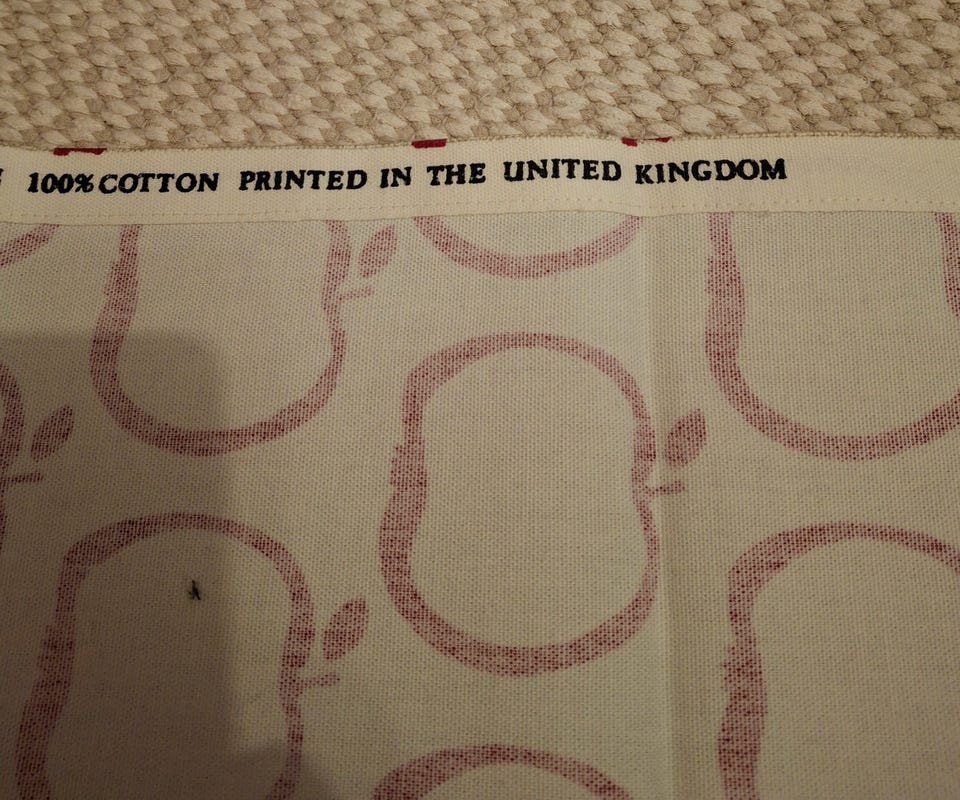 100% COTTON PRINTED IN THE UNITED KINGDOM